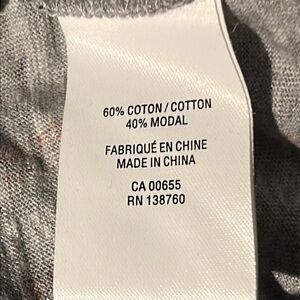 60% COTON / COTTON
40% MODAL
FABRIQUÉ EN CHINE
MADE IN CHINA
CA 00655
RN 138760